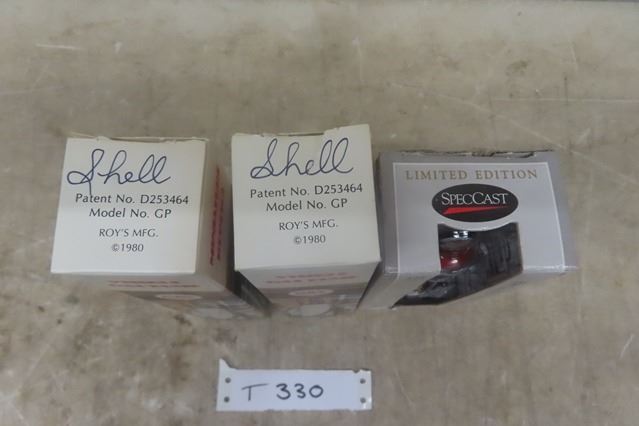 Shell
Patent No. D253464
Model No. GP
ROY'S MFG.
©1980
Shell
Patent No. D253464
Model No. GP
ROY'S MFG.
©1980
LIMITED EDITION
SPECCAST
T 330